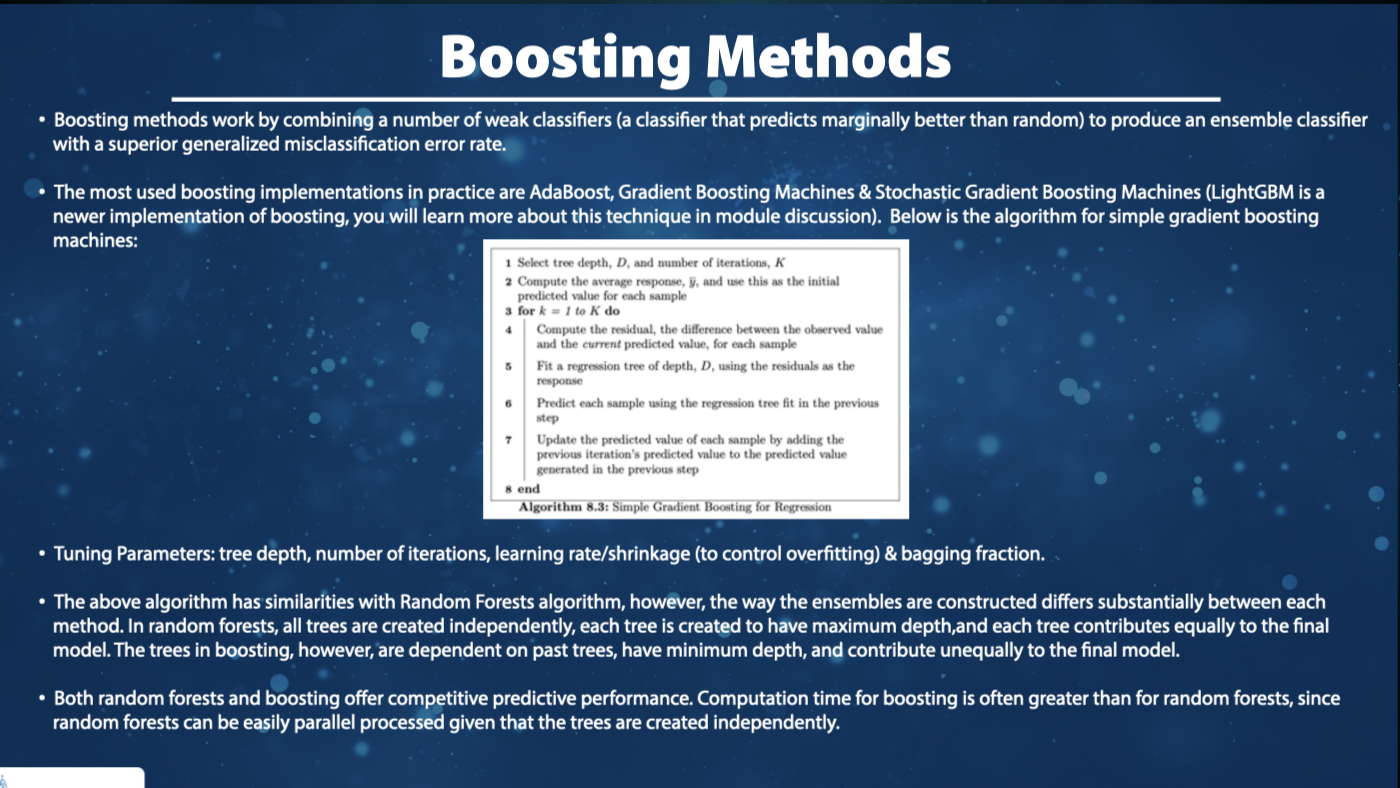 Boosting Methods
• Boosting methods work by combining a number of weak classifiers (a classifier that predicts marginally better than random) to produce an ensemble classifier
with a superior generalized misclassification error rate.
• The most used boosting implementations in practice are AdaBoost, Gradient Boosting Machines & Stochastic Gradient Boosting Machines (LightGBM is a
newer implementation of boosting, you will learn more about this technique in module discussion). Below is the algorithm for simple gradient boosting
machines:
1 Select tree depth, D, and number of iterations, K
2 Compute the average response, ȳ, and use this as the initial
predicted value for each sample
3 for k = 1 to K do
4 Compute the residual, the difference between the observed value
and the current predicted value, for each sample
5 Fit a regression tree of depth, D, using the residuals as the
response
6 Predict each sample using the regression tree fit in the previous
step
7 Update the predicted value of each sample by adding the
previous iteration's predicted value to the predicted value
generated in the previous step
8 end
Algorithm 8.3: Simple Gradient Boosting for Regression
• Tuning Parameters: tree depth, number of iterations, learning rate/shrinkage (to control overfitting) & bagging fraction.
• The above algorithm has similarities with Random Forests algorithm, however, the way the ensembles are constructed differs substantially between each
method. In random forests, all trees are created independently, each tree is created to have maximum depth,and each tree contributes equally to the final
model. The trees in boosting, however, are dependent on past trees, have minimum depth, and contribute unequally to the final model.
• Both random forests and boosting offer competitive predictive performance. Computation time for boosting is often greater than for random forests, since
random forests can be easily parallel processed given that the trees are created independently.